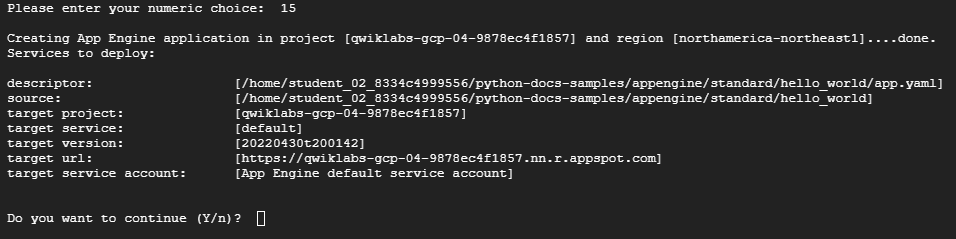 Please enter your numeric choice:  15
Creating App Engine application in project [qwiklabs-gcp-04-9878ec4f1857] and region [northamerica-northeast1]....done.
Services to deploy:
descriptor:                  [/home/student_02_8334c4999556/python-docs-samples/appengine/standard/hello_world/app.yaml]
source:                      [/home/student_02_8334c4999556/python-docs-samples/appengine/standard/hello_world]
target project:              [qwiklabs-gcp-04-9878ec4f1857]
target service:              [default]
target version:              [20220430t200142]
target url:                  [https://qwiklabs-gcp-04-9878ec4f1857.nn.r.appspot.com]
target service account:      [App Engine default service account]
Do you want to continue (Y/n)?